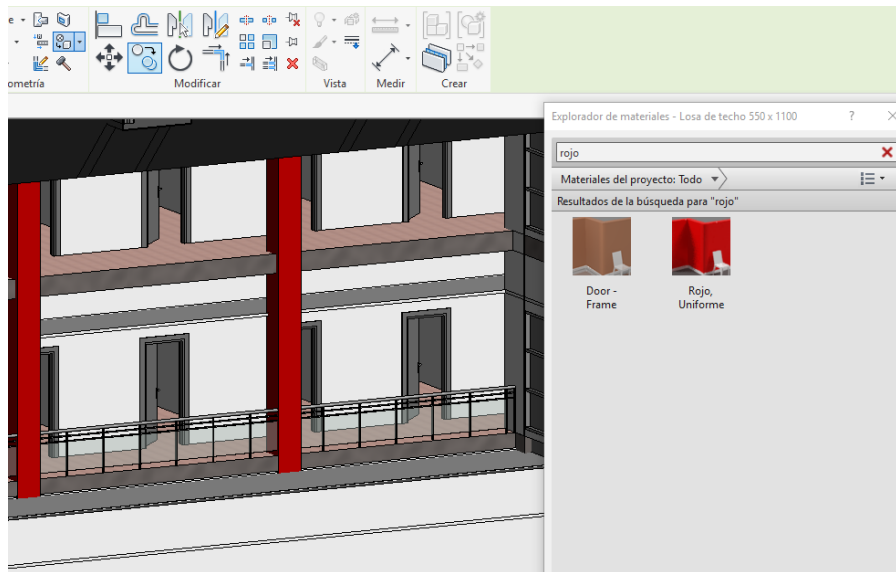 ometría
Modificar
Vista
Medir
Crear
Explorador de materiales - Losa de techo 550 x 1100
?
rojo
Materiales del proyecto: Todo
Resultados de la búsqueda para "rojo"
Door -
Frame
Rojo,
Uniforme